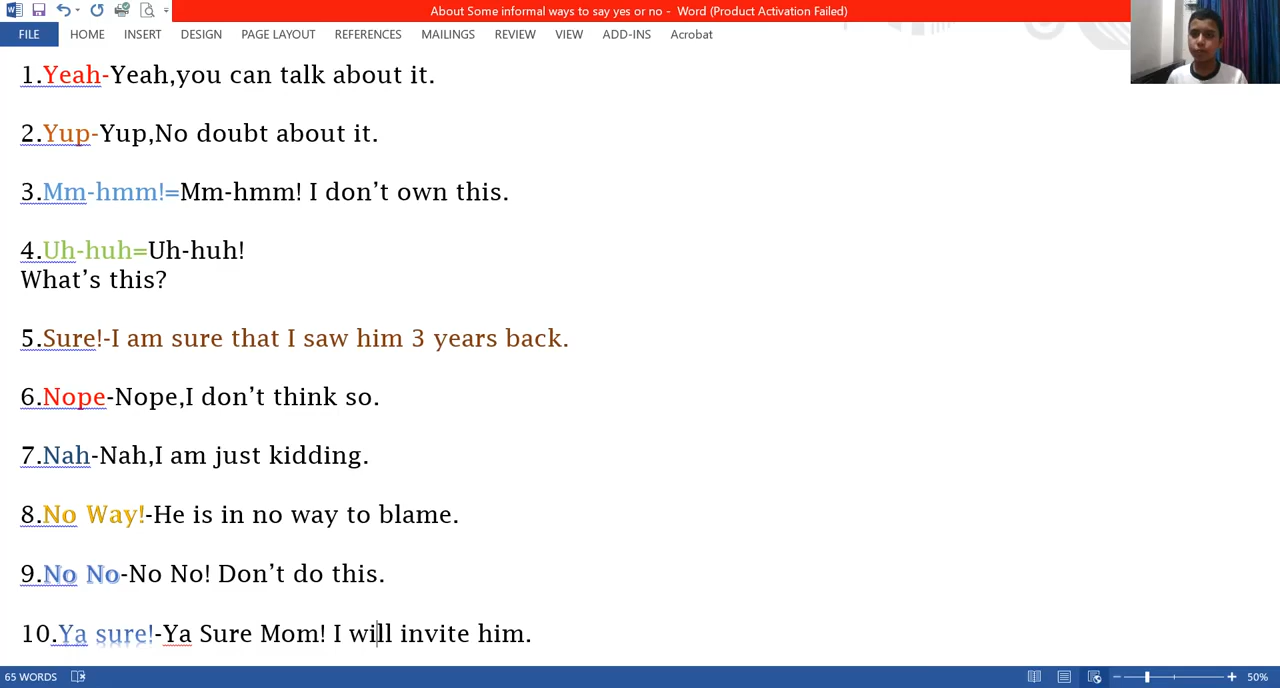 About Some informal ways to say yes or no - Word (Product Activation Failed)
FILE HOME INSERT DESIGN PAGE LAYOUT REFERENCES MAILINGS REVIEW VIEW ADD-INS Acrobat
1.Yeah-Yeah,you can talk about it.
2.Yup-Yup,No doubt about it.
3.Mm-hmm!=Mm-hmm! I don’t own this.
4.Uh-huh=Uh-huh!
What’s this?
5.Sure!-I am sure that I saw him 3 years back.
6.Nope-Nope,I don’t think so.
7.Nah-Nah,I am just kidding.
8.No Way!-He is in no way to blame.
9.No No-No No! Don’t do this.
10.Ya sure!-Ya Sure Mom! I will invite him.
65 WORDS 50%